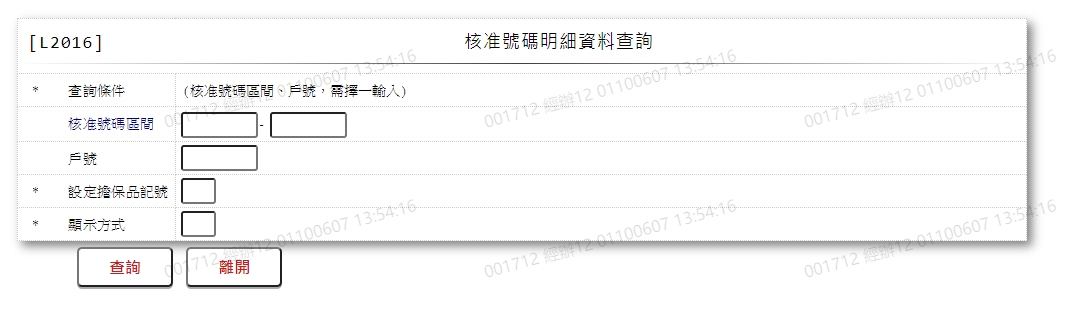 [L2016] 核准號碼明細資料查詢
* 查詢條件 (核准號碼區間、戶號，需擇一輸入)
核准號碼區間 -
戶號
* 設定擔保品記號
* 顯示方式
查詢 離開
001712 經辦12 01100607 13:54:16
001712 經辦12 01100607 13:54:16
001712 經辦12 01100607 13:54:16
001712 經辦12 01100607 13:54:16
001712 經辦12 01100607 13:54:16
001712 經辦12 01100607 13:54:16